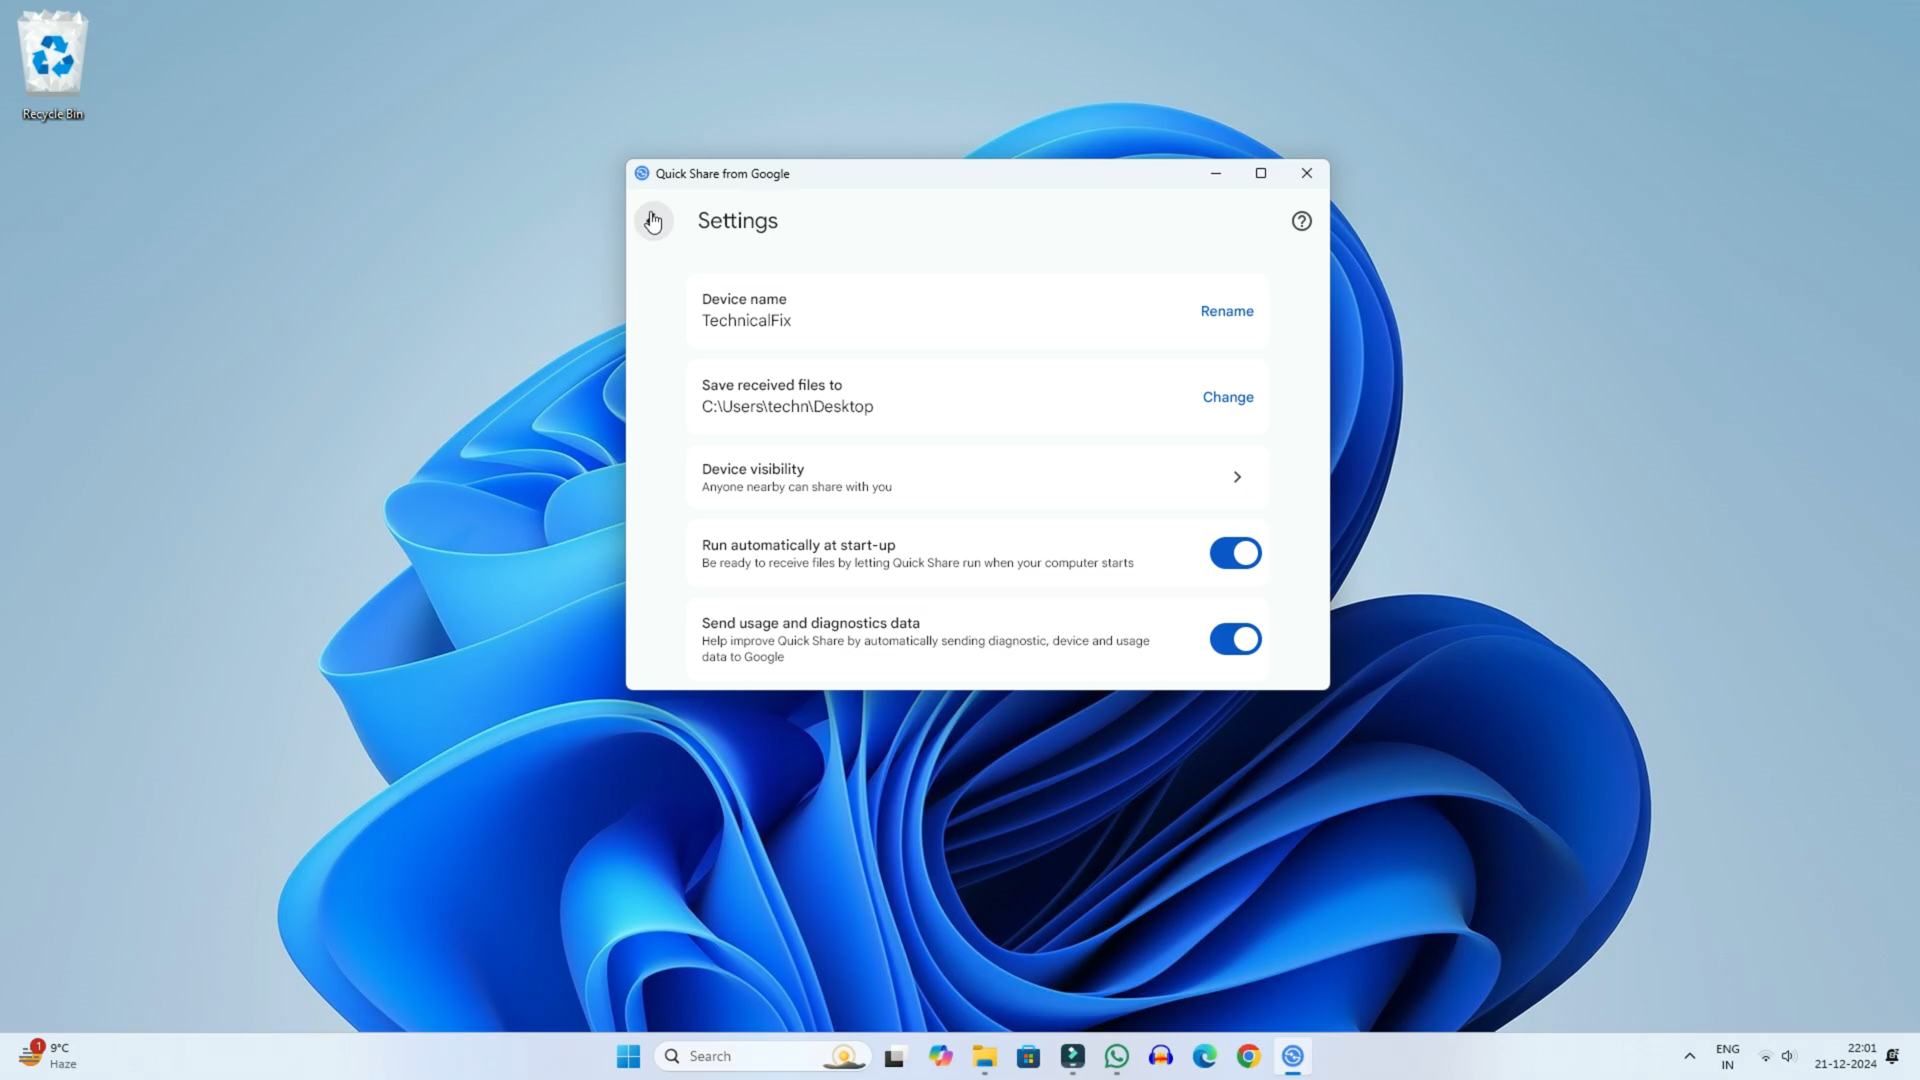 Recycle Bin
Quick Share from Google
Settings
Device name
TechnicalFix
Rename
Save received files to
C:\Users\techn\Desktop
Change
Device visibility
Anyone nearby can share with you
Run automatically at start-up
Be ready to receive files by letting Quick Share run when your computer starts
Send usage and diagnostics data
Help improve Quick Share by automatically sending diagnostic, device and usage
data to Google
1
9°C
Haze
Search
ENG
IN
22:01
21-12-2024